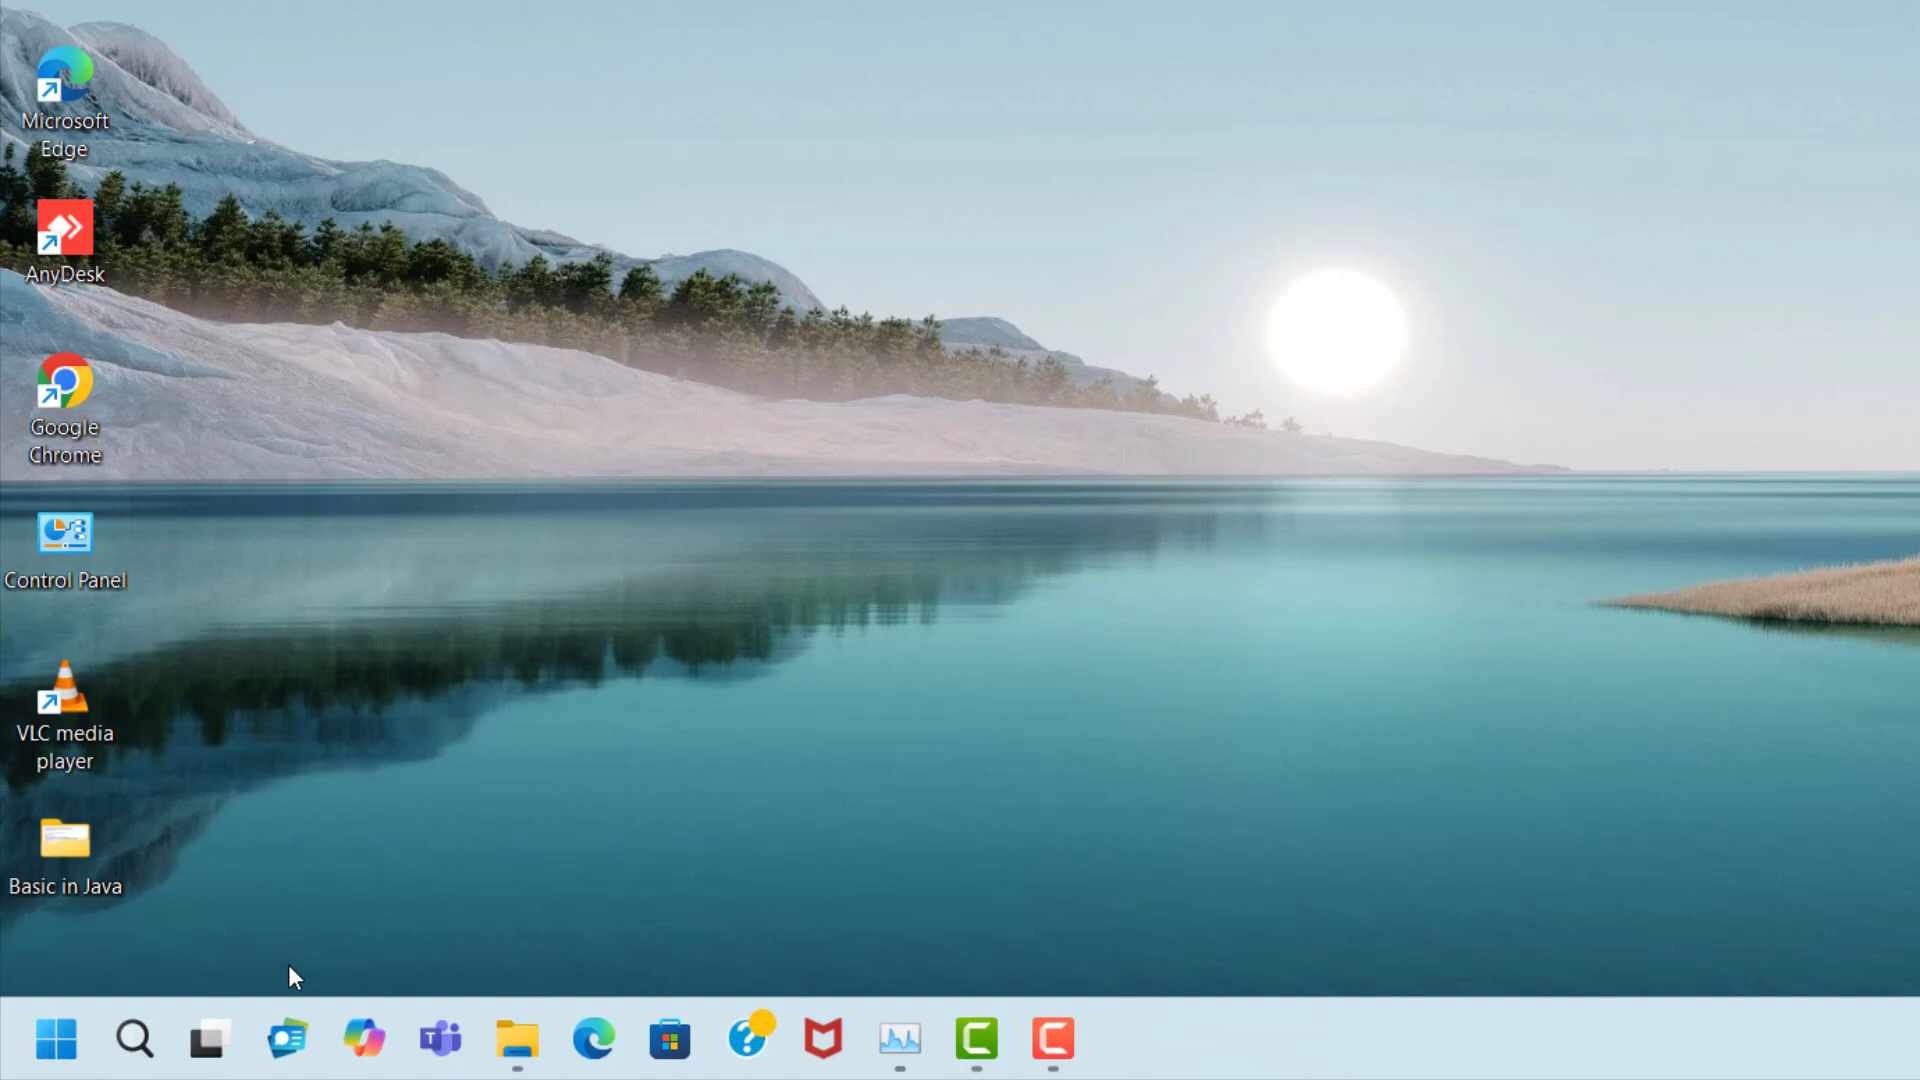 Microsoft
Edge
AnyDesk
Google
Chrome
Control Panel
VLC media
player
Basic in Java